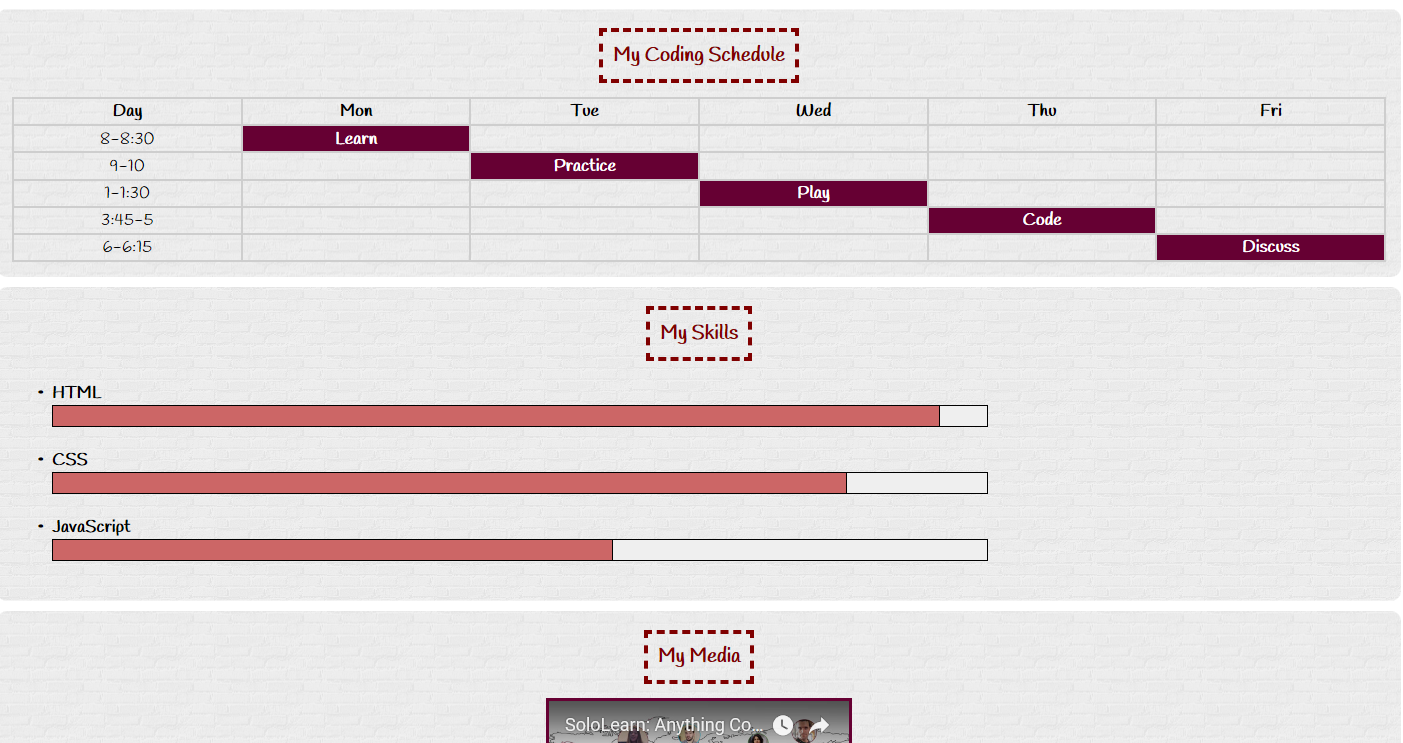 My Coding Schedule
Day Mon Tue Wed Thu Fri
8-8:30 Learn
9-10 Practice
1-1:30 Play
3:45-5 Code
6-6:15 Discuss
My Skills
• HTML
• CSS
• JavaScript
My Media
SoloLearn: Anything Co...